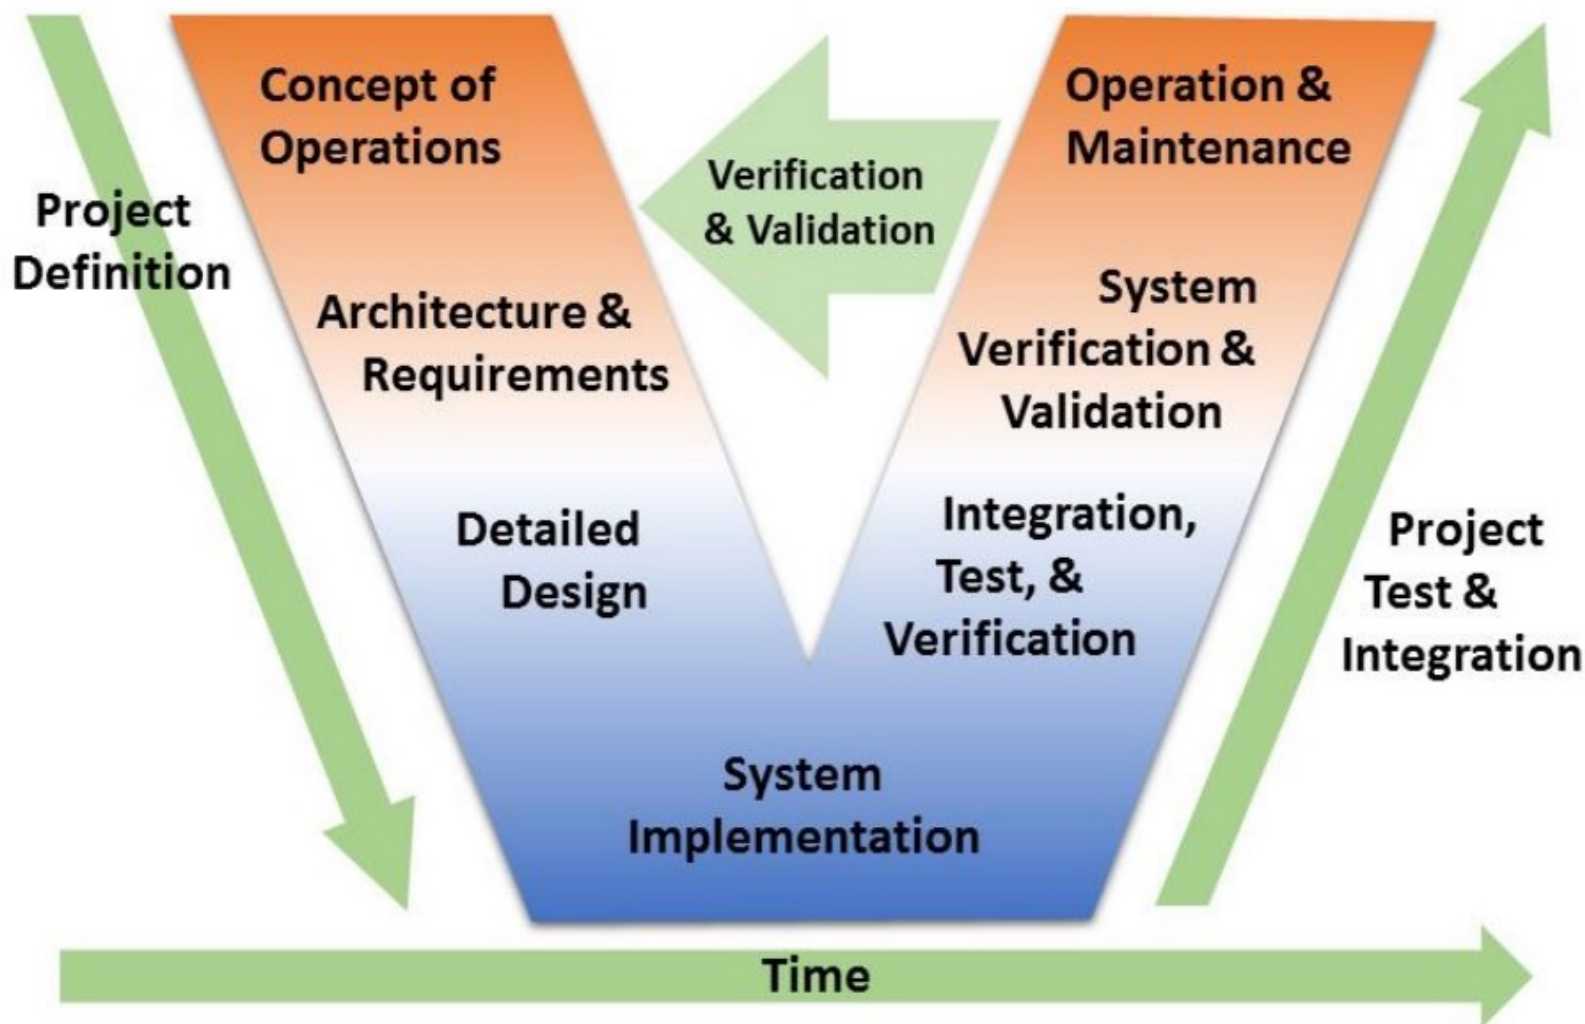 Concept of
Operations
Operation &
Maintenance
Verification
& Validation
Project
Definition
Architecture &
Requirements
System
Verification &
Validation
Detailed
Design
Integration,
Test, &
Verification
Project
Test &
Integration
System
Implementation
Time